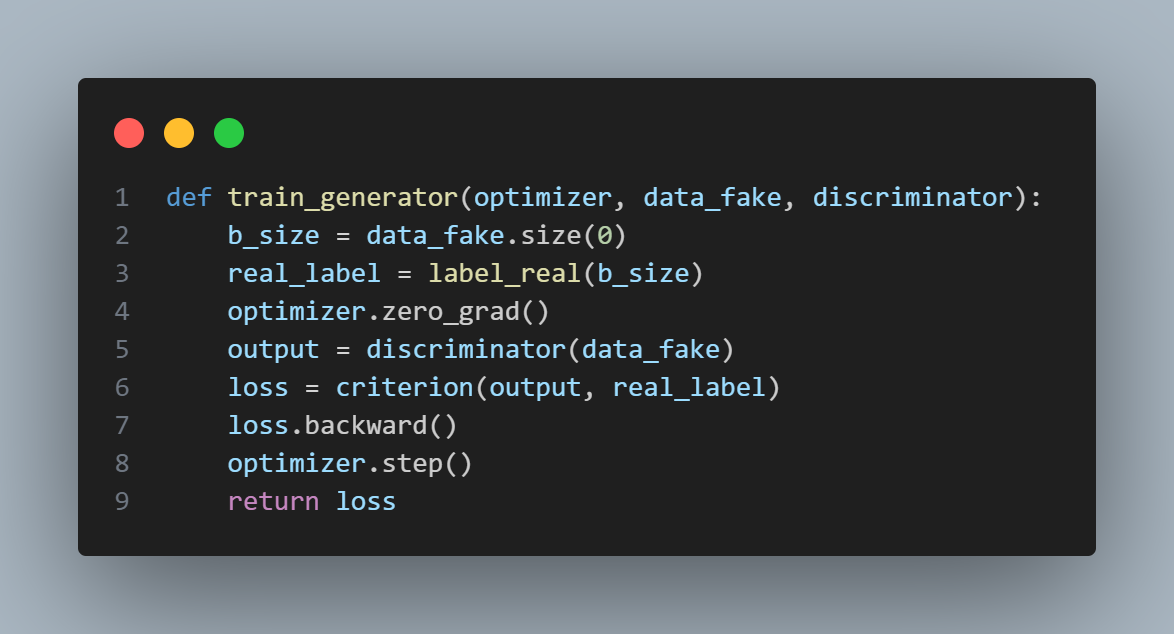 1 def train_generator(optimizer, data_fake, discriminator):
2     b_size = data_fake.size(0)
3     real_label = label_real(b_size)
4     optimizer.zero_grad()
5     output = discriminator(data_fake)
6     loss = criterion(output, real_label)
7     loss.backward()
8     optimizer.step()
9     return loss